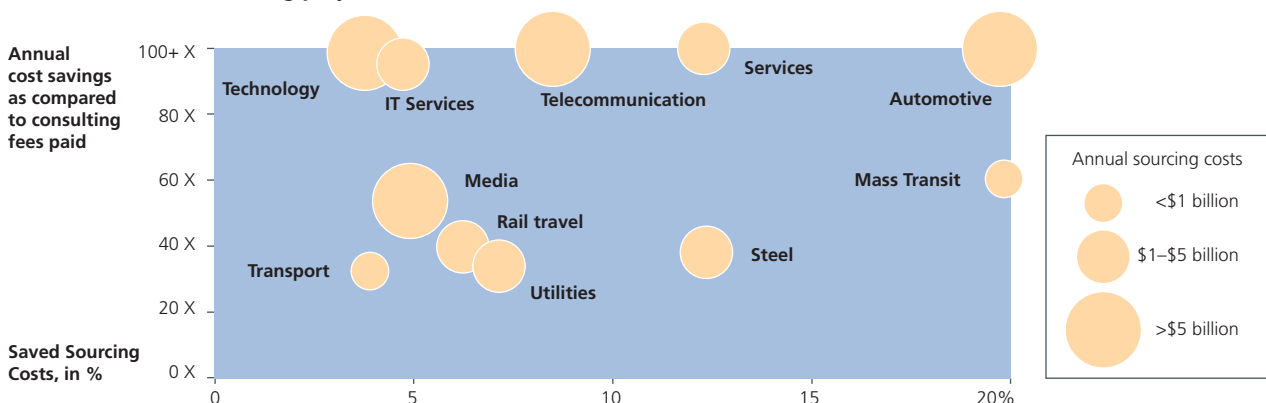 Annual
cost savings
as compared
to consulting
fees paid
100+ X
80 X
60 X
40 X
20 X
0 X
Saved Sourcing
Costs, in %
0
5
10
15
20%
Technology
IT Services
Telecommunication
Services
Automotive
Media
Rail travel
Transport
Utilities
Steel
Mass Transit
Annual sourcing costs
<$1 billion
$1–$5 billion
>$5 billion